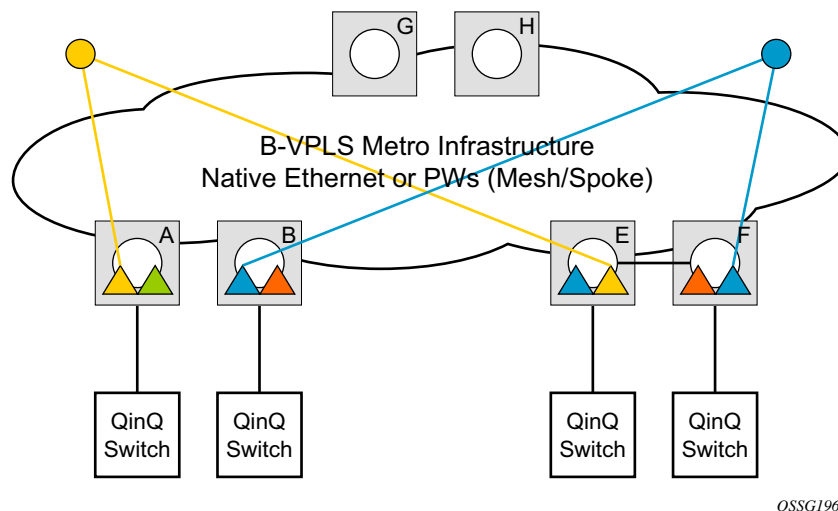 G H
B-VPLS Metro Infrastructure
Native Ethernet or PWs (Mesh/Spoke)
A B E F
QinQ QinQ QinQ QinQ
Switch Switch Switch Switch
OSSG196